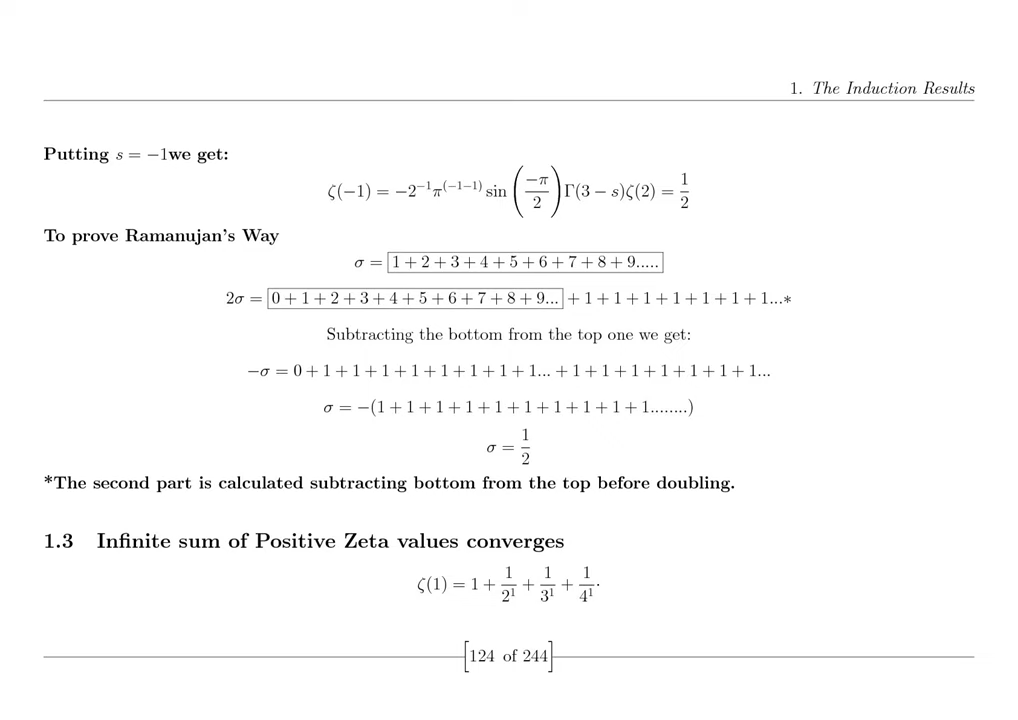 1. The Induction Results
Putting s = −1we get:
ζ(−1) = −2^{−1}π^{(−1−1)} sin(−π/2)Γ(3 − s)ζ(2) = 1/2
To prove Ramanujan's Way
σ = 1 + 2 + 3 + 4 + 5 + 6 + 7 + 8 + 9.....
2σ = 0 + 1 + 2 + 3 + 4 + 5 + 6 + 7 + 8 + 9... + 1 + 1 + 1 + 1 + 1 + 1 + 1...*
Subtracting the bottom from the top one we get:
−σ = 0 + 1 + 1 + 1 + 1 + 1 + 1 + 1 + 1... + 1 + 1 + 1 + 1 + 1 + 1 + 1...
σ = −(1 + 1 + 1 + 1 + 1 + 1 + 1 + 1 + 1 + 1........)
σ = 1/2
*The second part is calculated subtracting bottom from the top before doubling.
1.3 Infinite sum of Positive Zeta values converges
ζ(1) = 1 + 1/2^1 + 1/3^1 + 1/4^1.
124 of 244